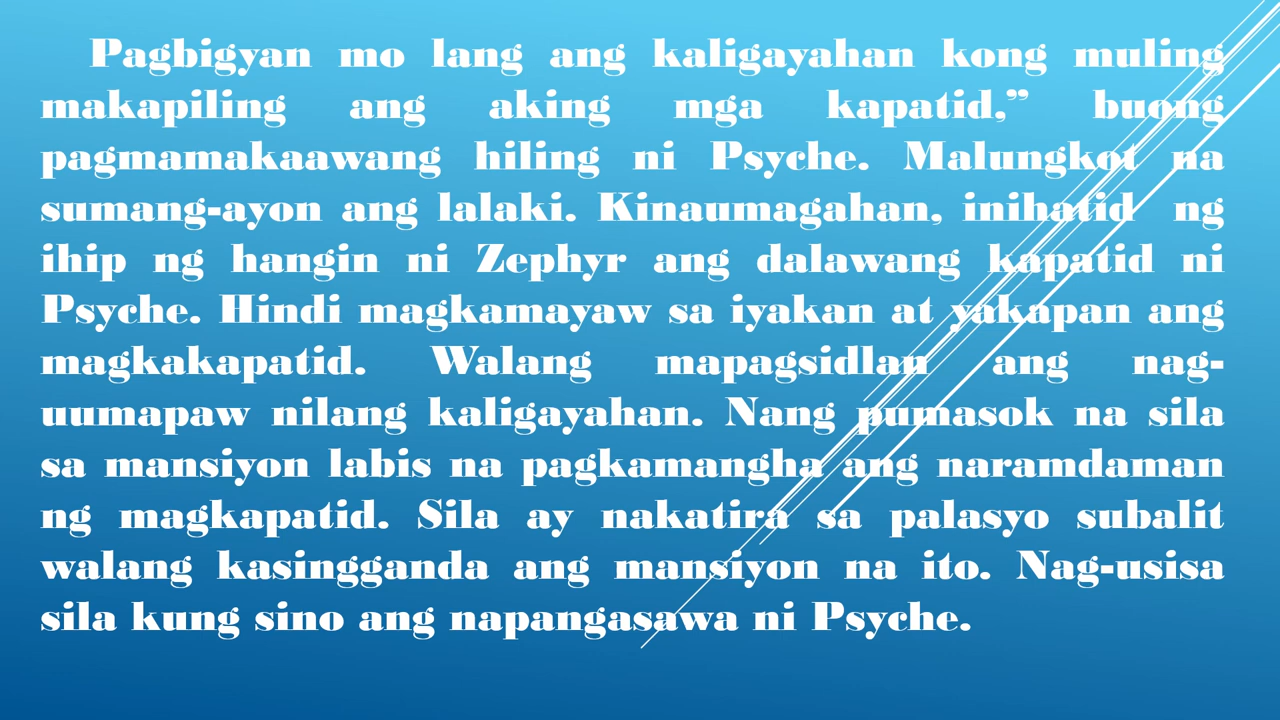 Pagbigyan mo lang ang kaligayahan kong muling
makapiling ang aking mga kapatid,” buong
pagmamakaawang hiling ni Psyche. Malungkot na
sumang-ayon ang lalaki. Kinaumagahan, inihatid ng
ihip ng hangin ni Zephyr ang dalawang kapatid ni
Psyche. Hindi magkamayaw sa iyakan at yakapan ang
magkakapatid. Walang mapagsidlan ang nag-
uumapaw nilang kaligayahan. Nang pumasok na sila
sa mansiyon labis na pagkamangha ang naramdaman
ng magkapatid. Sila ay nakatira sa palasyo subalit
walang kasingganda ang mansiyon na ito. Nag-usisa
sila kung sino ang napangasawa ni Psyche.